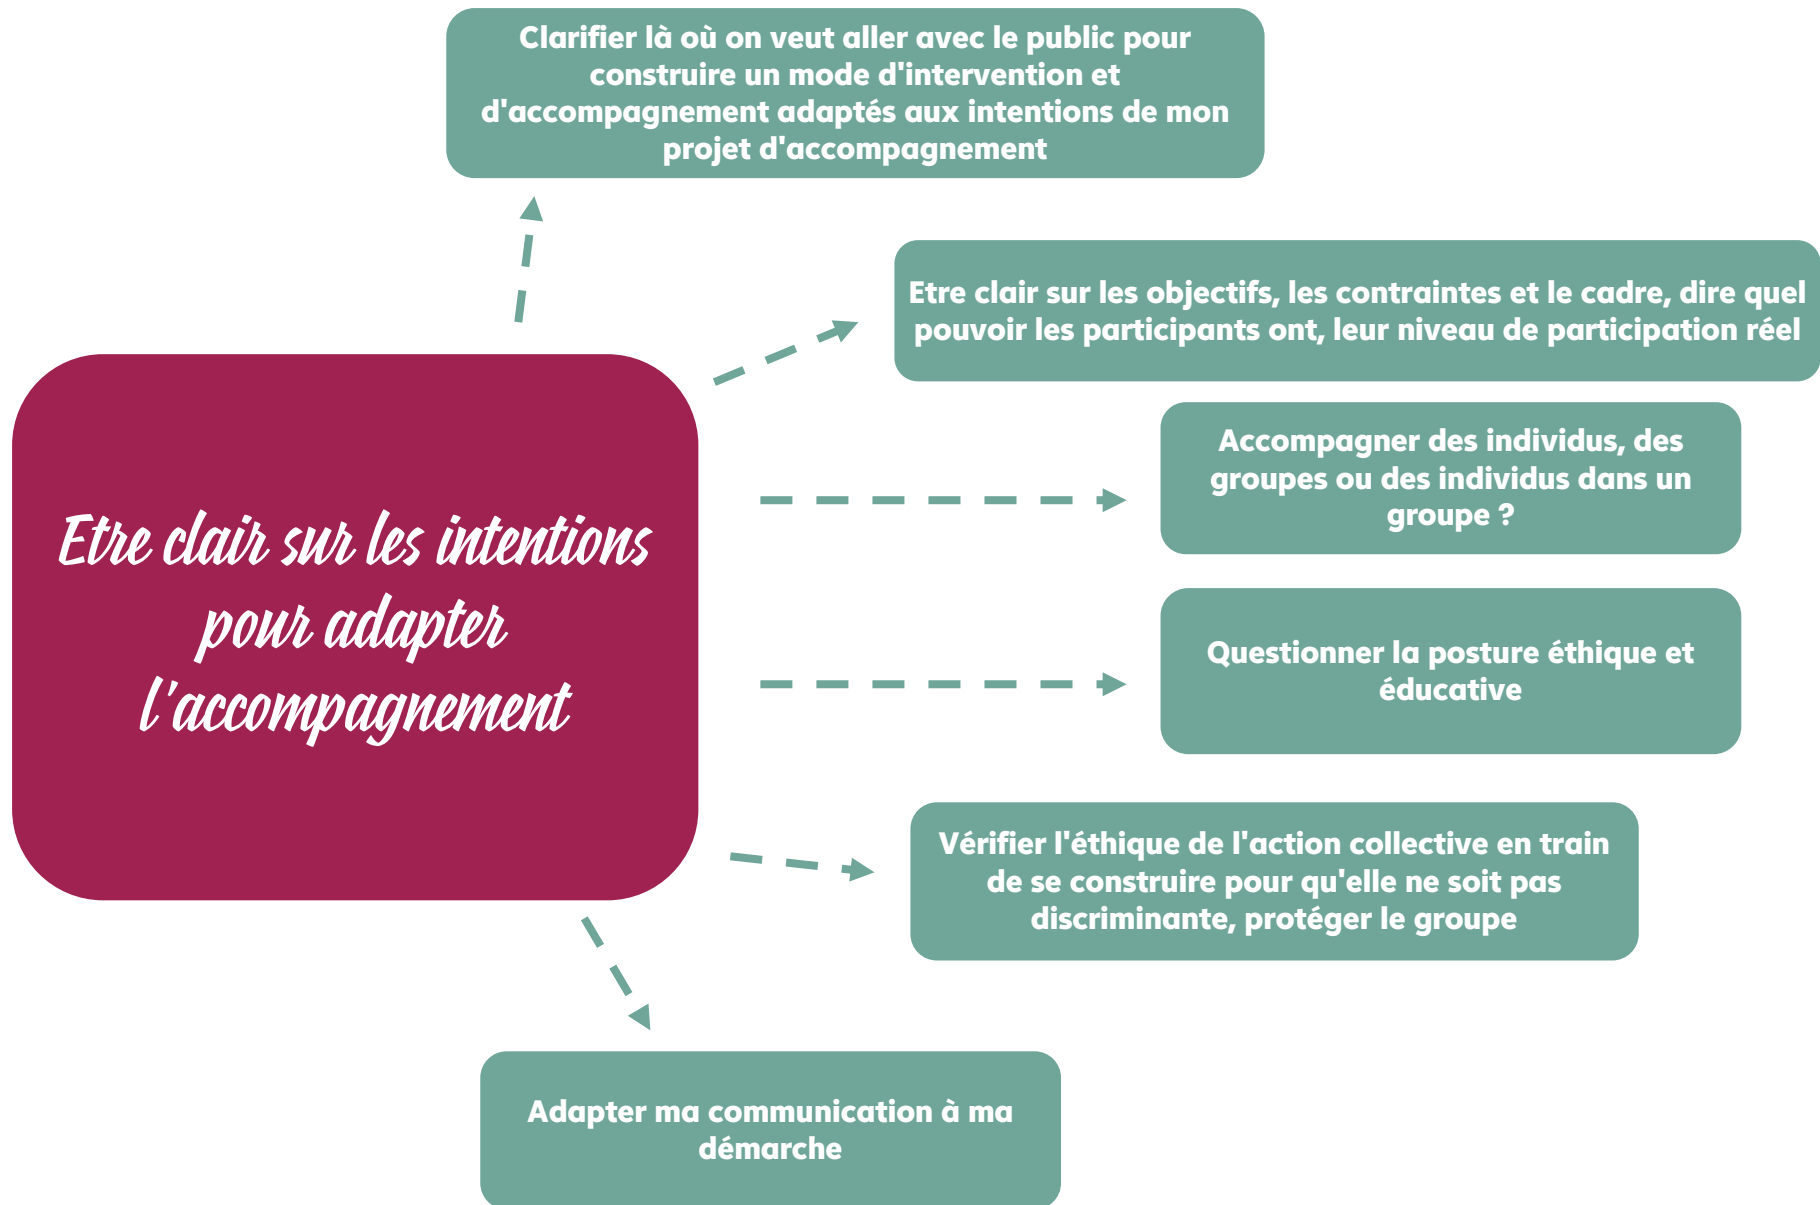 Clarifier là où on veut aller avec le public pour
construire un mode d'intervention et
d'accompagnement adaptés aux intentions de mon
projet d'accompagnement
Etre clair sur les objectifs, les contraintes et le cadre, dire quel
pouvoir les participants ont, leur niveau de participation réel
Accompagner des individus, des
groupes ou des individus dans un
groupe ?
Etre clair sur les intentions
pour adapter
l'accompagnement
Questionner la posture éthique et
éducative
Vérifier l'éthique de l'action collective en train
de se construire pour qu'elle ne soit pas
discriminante, protéger le groupe
Adapter ma communication à ma
démarche